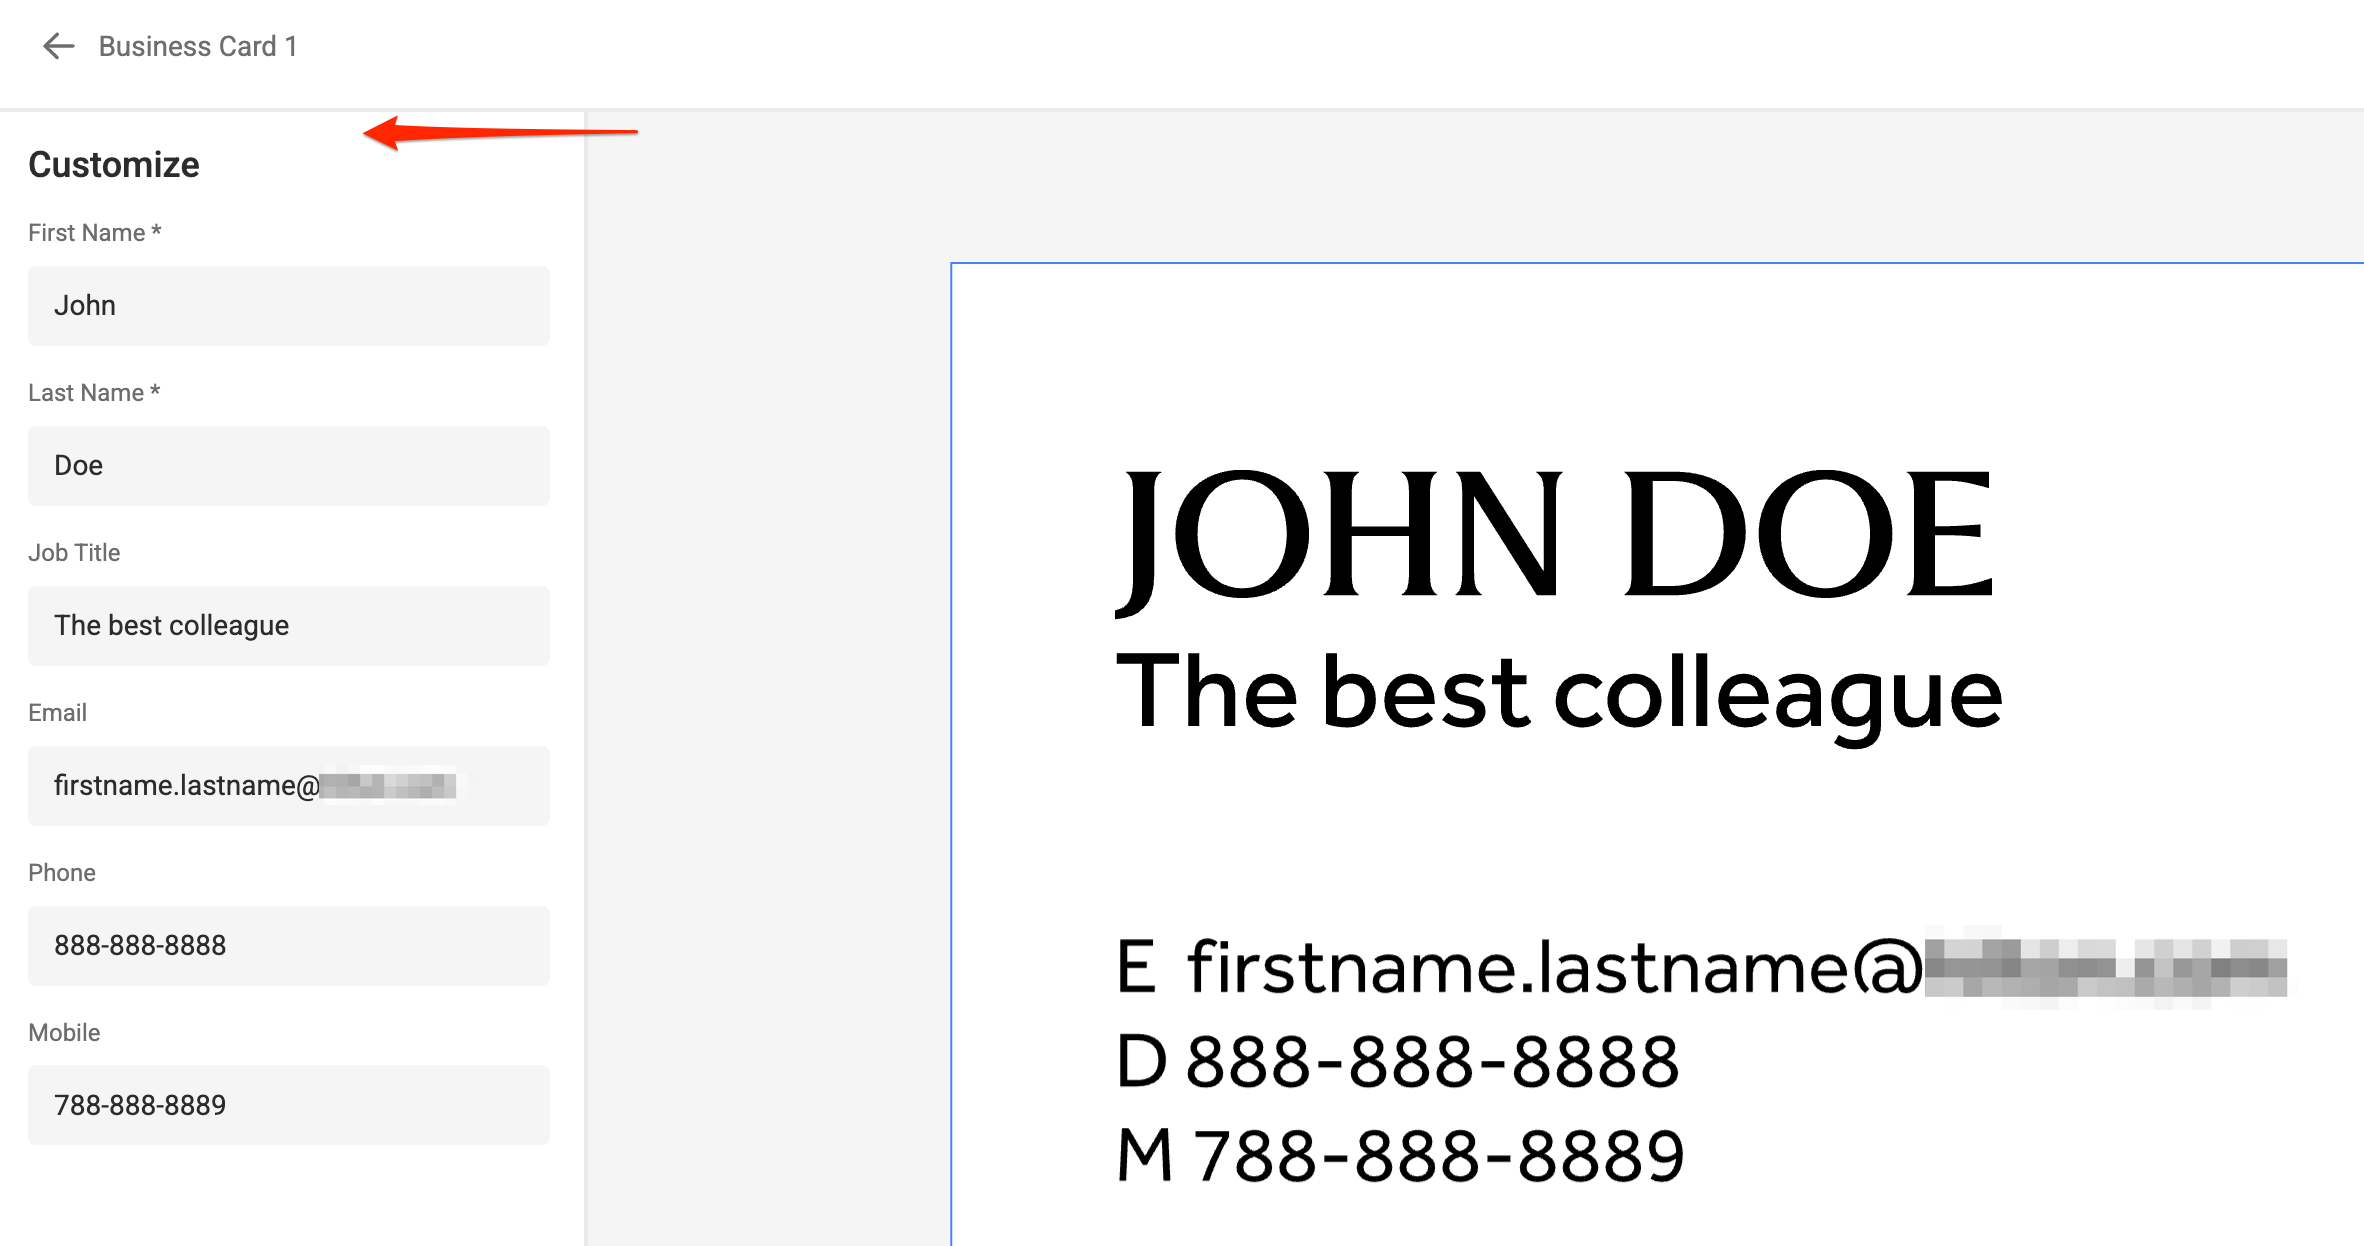 Business Card 1
Customize
First Name *
John
Last Name *
Doe
Job Title
The best colleague
Email
firstname.lastname@
Phone
888-888-8888
Mobile
788-888-8889
JOHN DOE
The best colleague
E firstname.lastname@
D 888-888-8888
M 788-888-8889